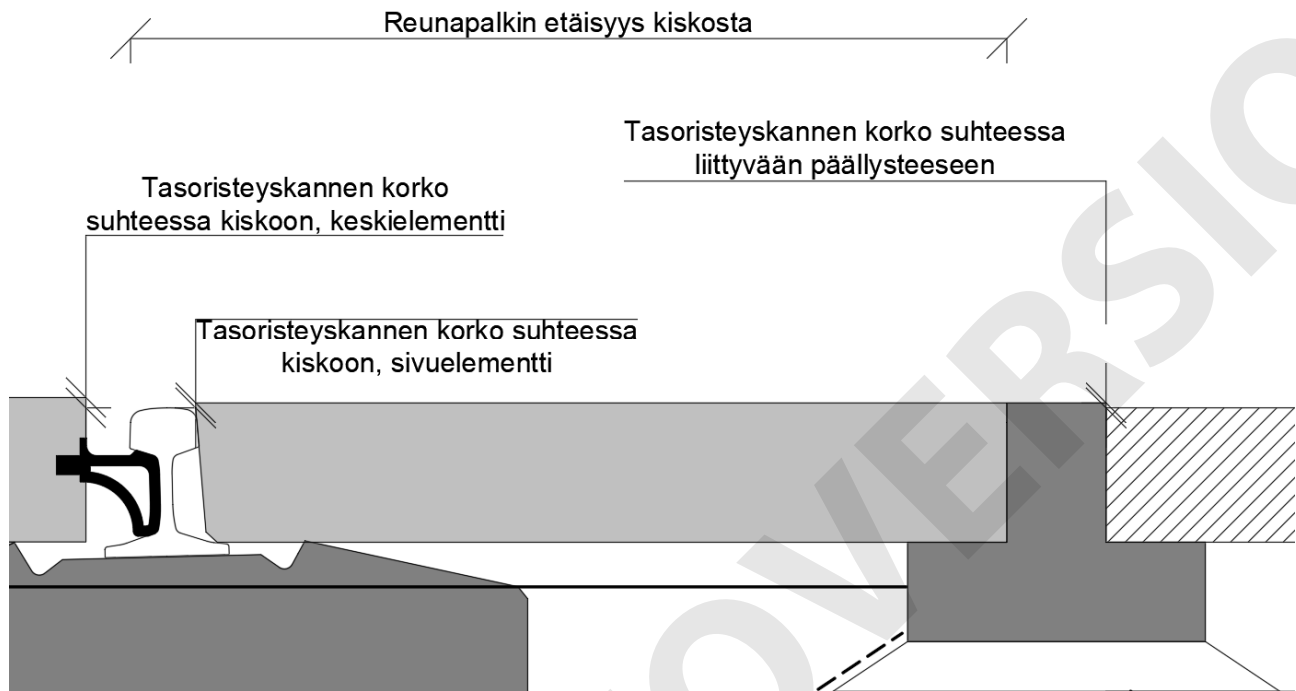 Reunapalkin etäisyys kiskosta
Tasoristeyskannen korko suhteessa
liittyvään päällysteeseen
Tasoristeyskannen korko
suhteessa kiskoon, keskielementti
Tasoristeyskannen korko suhteessa
kiskoon, sivuelementti
OVERSIO